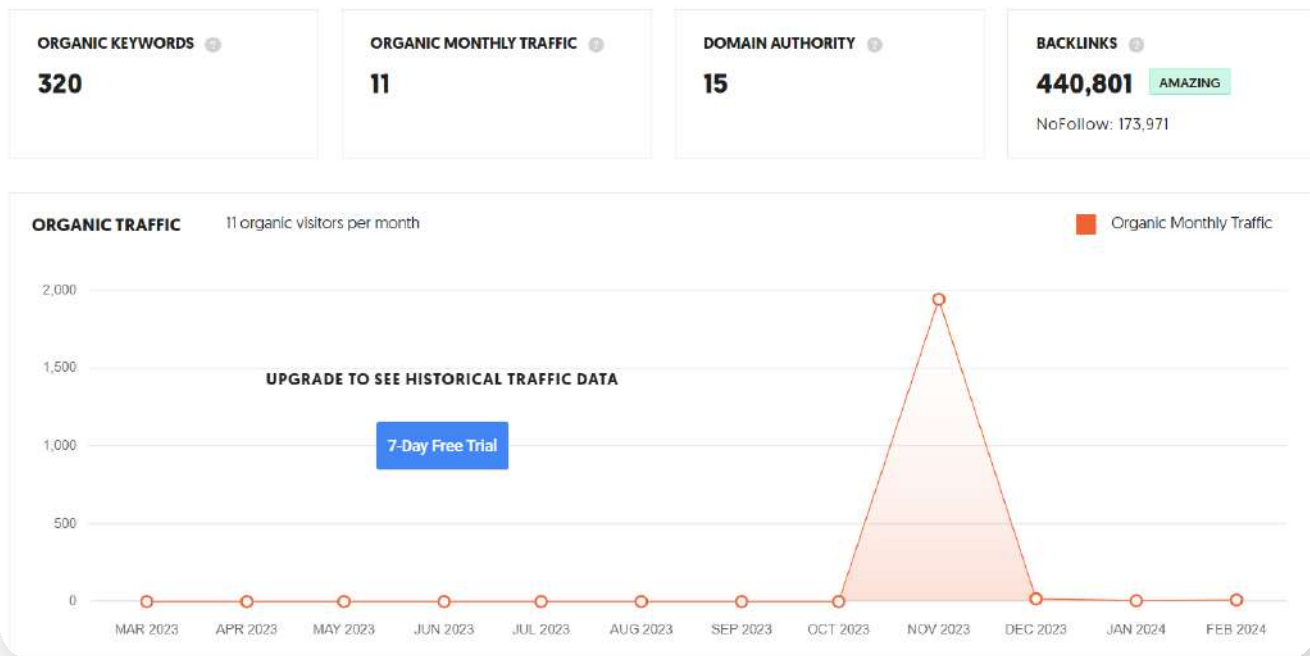 ORGANIC KEYWORDS
320
ORGANIC MONTHLY TRAFFIC
11
DOMAIN AUTHORITY
15
BACKLINKS
440,801 AMAZING
NoFollow: 173,971
ORGANIC TRAFFIC 11 organic visitors per month
Organic Monthly Traffic
2,000
1,500
1,000
500
0
UPGRADE TO SEE HISTORICAL TRAFFIC DATA
7-Day Free Trial
MAR 2023 APR 2023 MAY 2023 JUN 2023 JUL 2023 AUG 2023 SEP 2023 OCT 2023 NOV 2023 DEC 2023 JAN 2024 FEB 2024